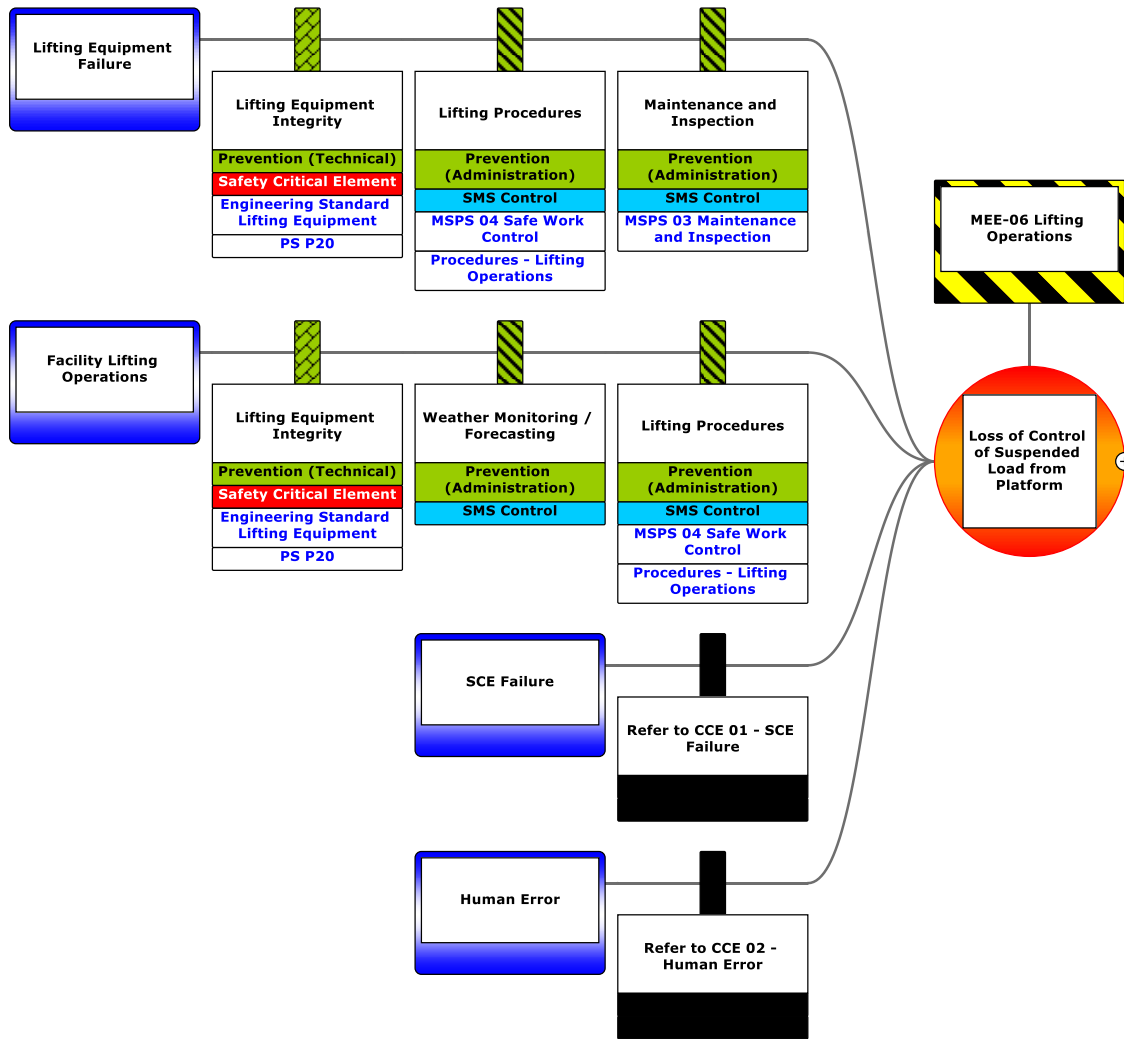 Lifting Equipment
Failure
Lifting Equipment
Integrity
Prevention (Technical)
Safety Critical Element
Engineering Standard
Lifting Equipment
PS P20
Lifting Procedures
Prevention
(Administration)
SMS Control
MSPS 04 Safe Work
Control
Procedures - Lifting
Operations
Maintenance and
Inspection
Prevention
(Administration)
SMS Control
MSPS 03 Maintenance
and Inspection
MEE-06 Lifting
Operations
Facility Lifting
Operations
Lifting Equipment
Integrity
Prevention (Technical)
Safety Critical Element
Engineering Standard
Lifting Equipment
PS P20
Weather Monitoring /
Forecasting
Prevention
(Administration)
SMS Control
Lifting Procedures
Prevention
(Administration)
SMS Control
MSPS 04 Safe Work
Control
Procedures - Lifting
Operations
Loss of Control
of Suspended
Load from
Platform
SCE Failure
Refer to CCE 01 - SCE
Failure
Human Error
Refer to CCE 02 -
Human Error